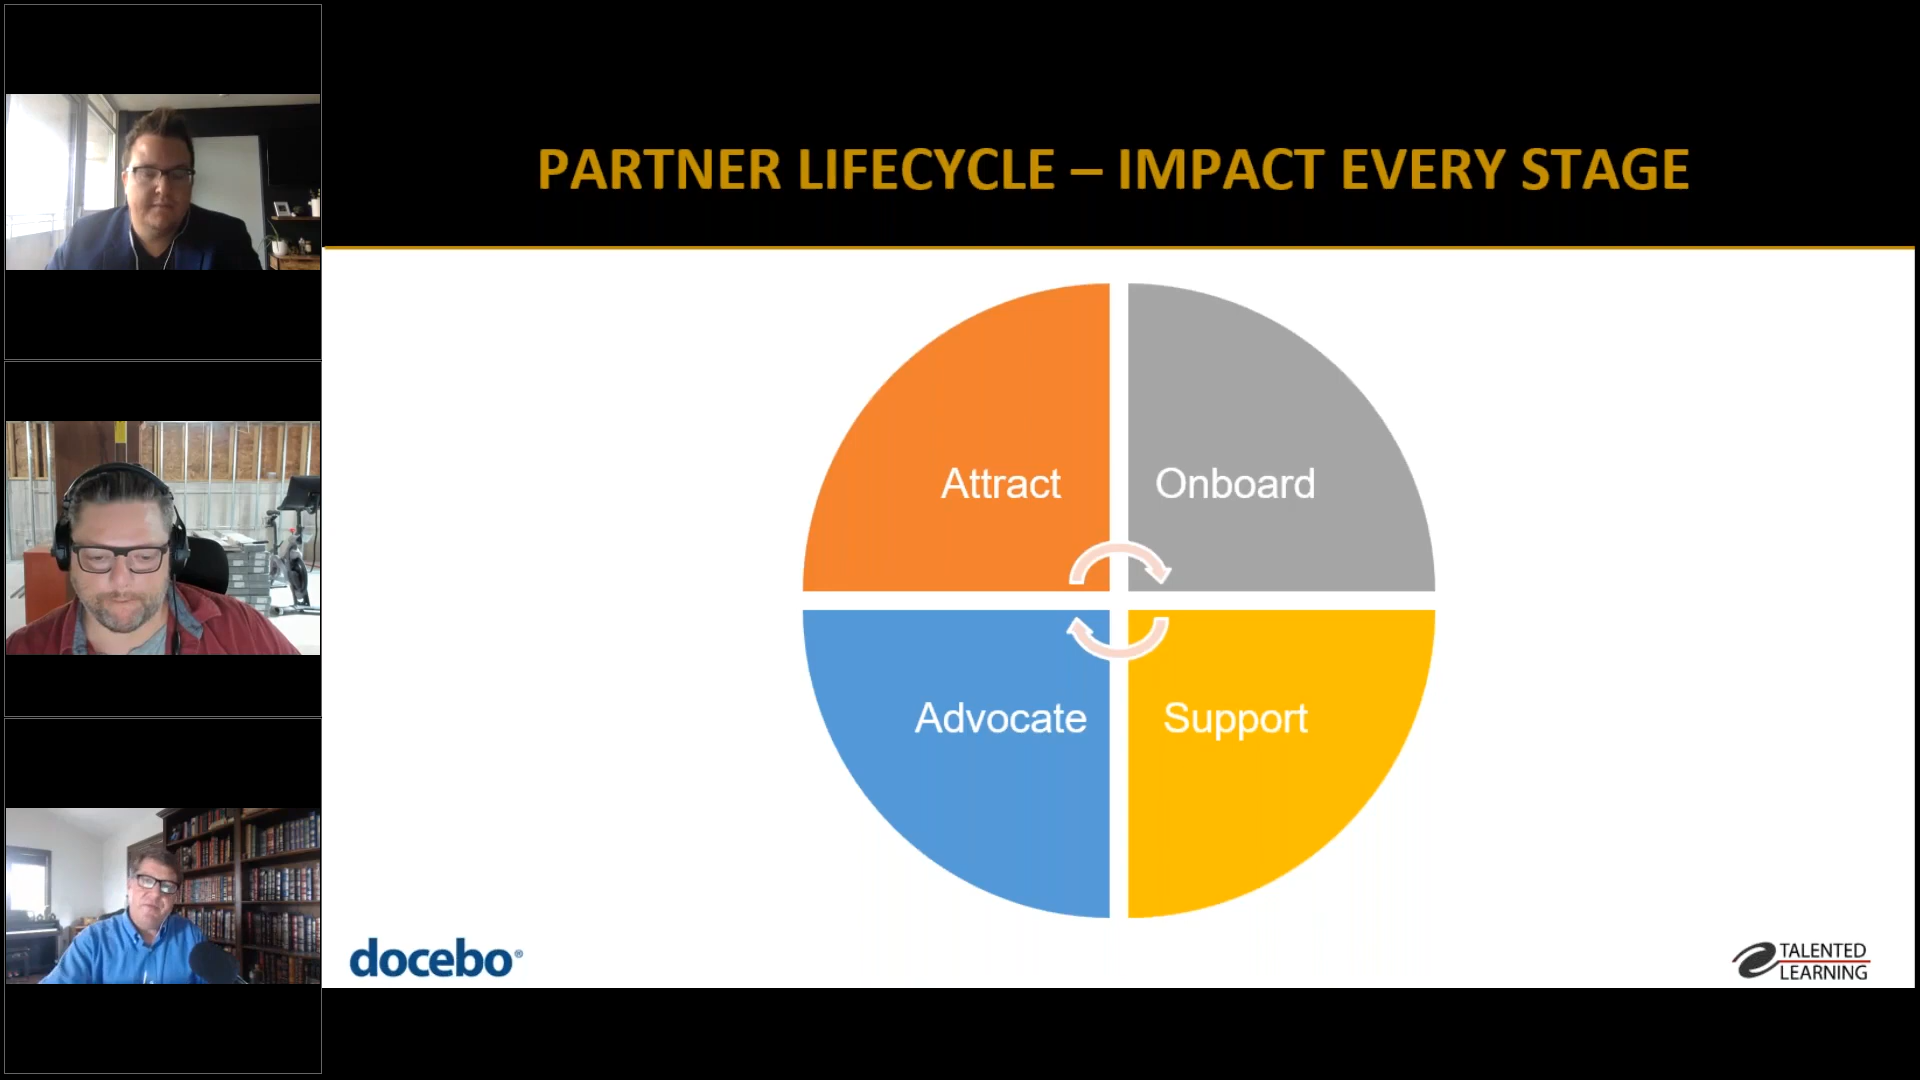 PARTNER LIFECYCLE – IMPACT EVERY STAGE
Attract
Onboard
Advocate
Support
docebo®
TALENTED
LEARNING